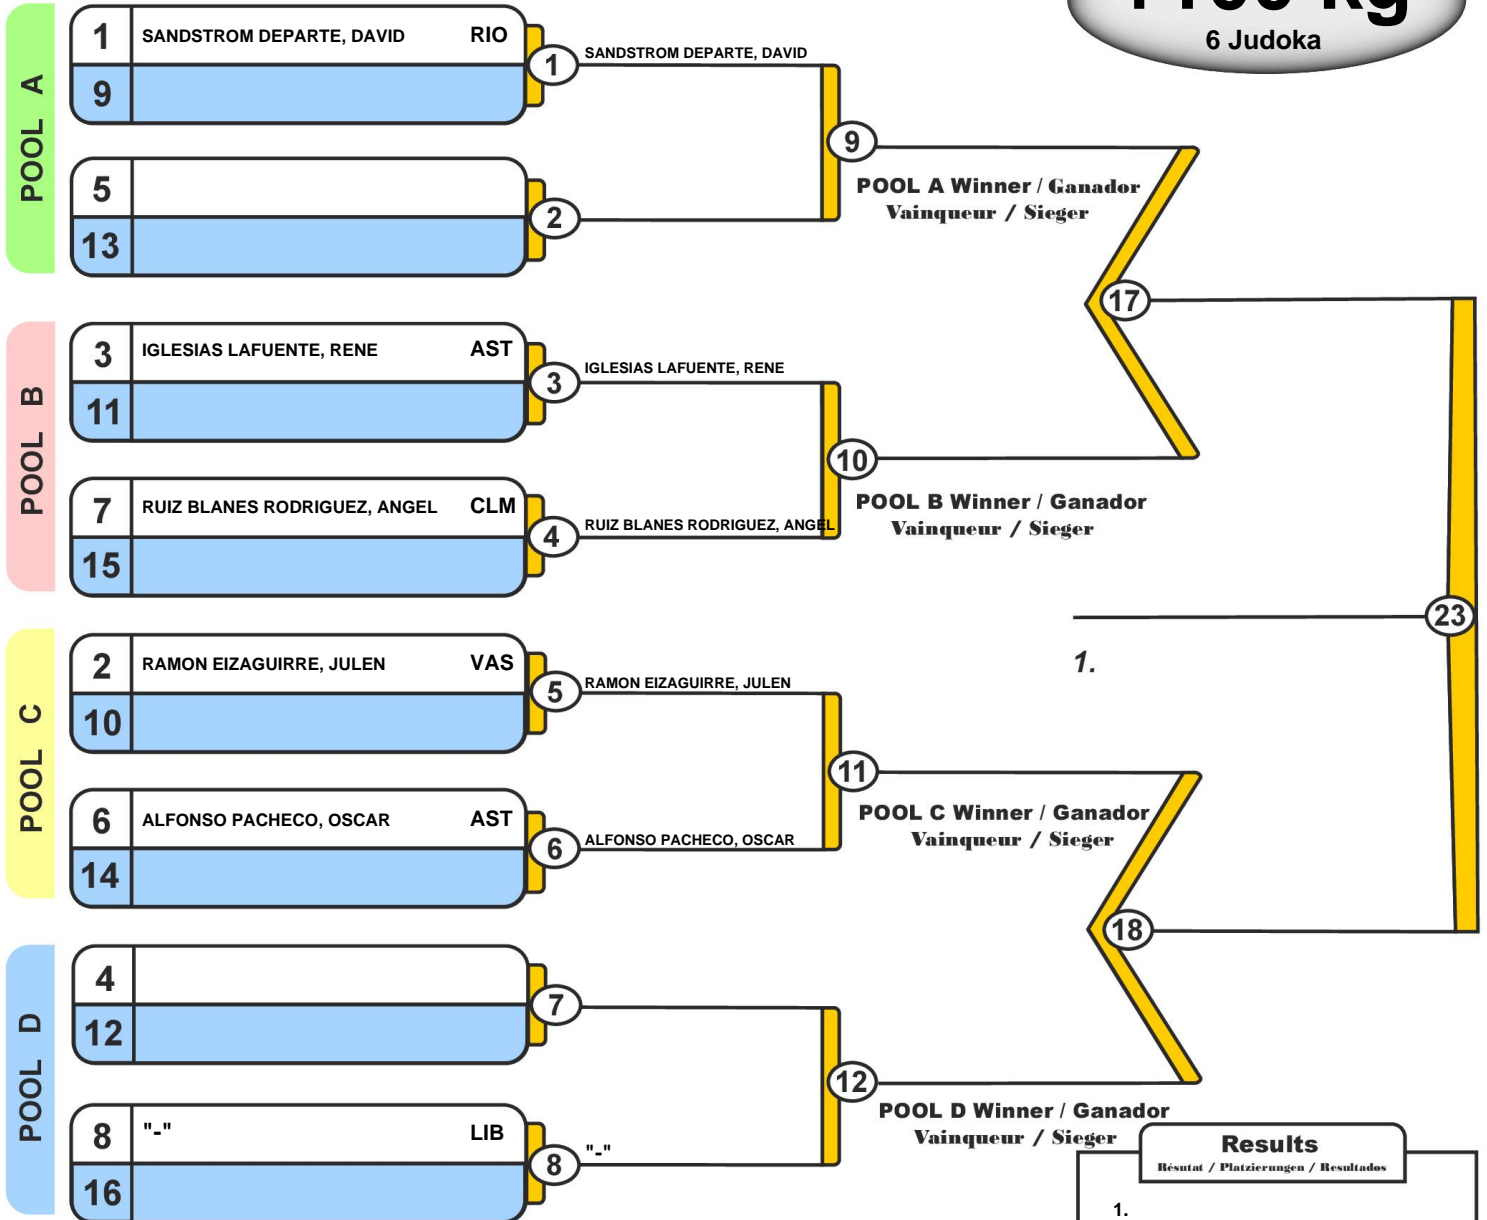 6 Judoka
POOL A
1 SANDSTROM DEPARTE, DAVID RIO
9
1 SANDSTROM DEPARTE, DAVID
5
13
2
9
POOL A Winner / Ganador
Vainqueur / Sieger
17
POOL B
3 IGLESIAS LAFUENTE, RENE AST
11
3 IGLESIAS LAFUENTE, RENE
7 RUIZ BLANES RODRIGUEZ, ANGEL CLM
15
4 RUIZ BLANES RODRIGUEZ, ANGEL
10
POOL B Winner / Ganador
Vainqueur / Sieger
23
1.
POOL C
2 RAMON EIZAGUIRRE, JULEN VAS
10
5 RAMON EIZAGUIRRE, JULEN
6 ALFONSO PACHECO, OSCAR AST
14
6 ALFONSO PACHECO, OSCAR
11
POOL C Winner / Ganador
Vainqueur / Sieger
18
POOL D
4
12
7
8 "-" LIB
16
8 "-"
12
POOL D Winner / Ganador
Vainqueur / Sieger
Results
Résutat / Platzierungen / Resultados
1.